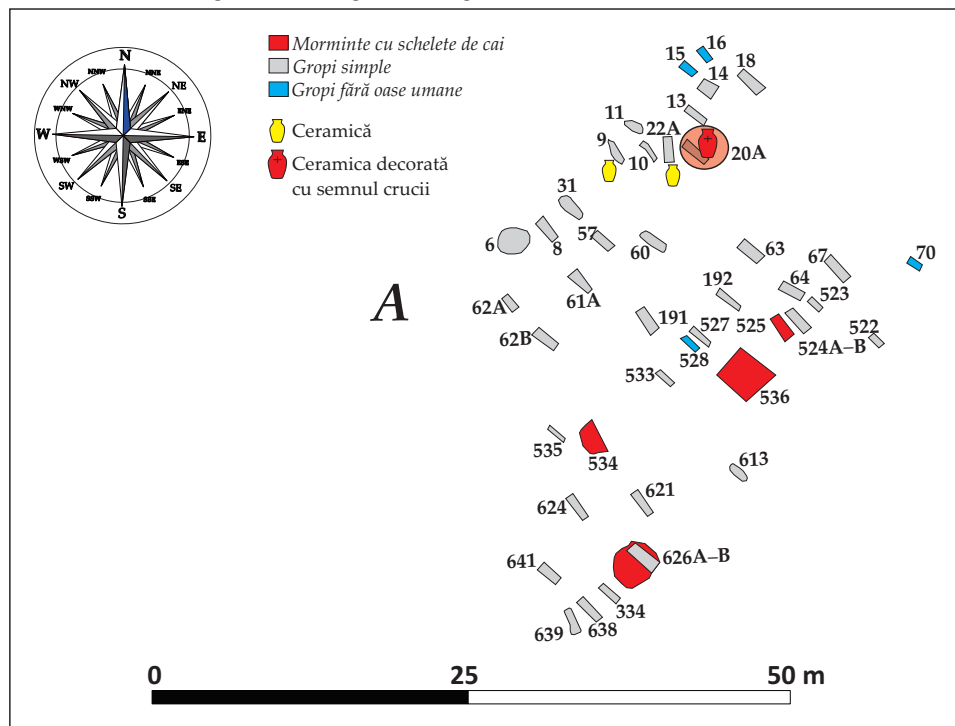 N
NNE
NE
ENE
E
ESE
SE
SSE
S
SSW
SW
WSW
W
WNW
NW
NNW
Morminte cu schelete de cai
Gropi simple
Gropi fără oase umane
Ceramică
Ceramica decorată
cu semnul crucii
15
16
18
14
13
11
22A
9
10
20A
31
57
6
8
60
63
67
70
62A
61A
192
64
523
62B
191
527
525
522
528
524A–B
533
536
535
534
613
624
621
641
626A–B
334
639
638
A
0
25
50 m